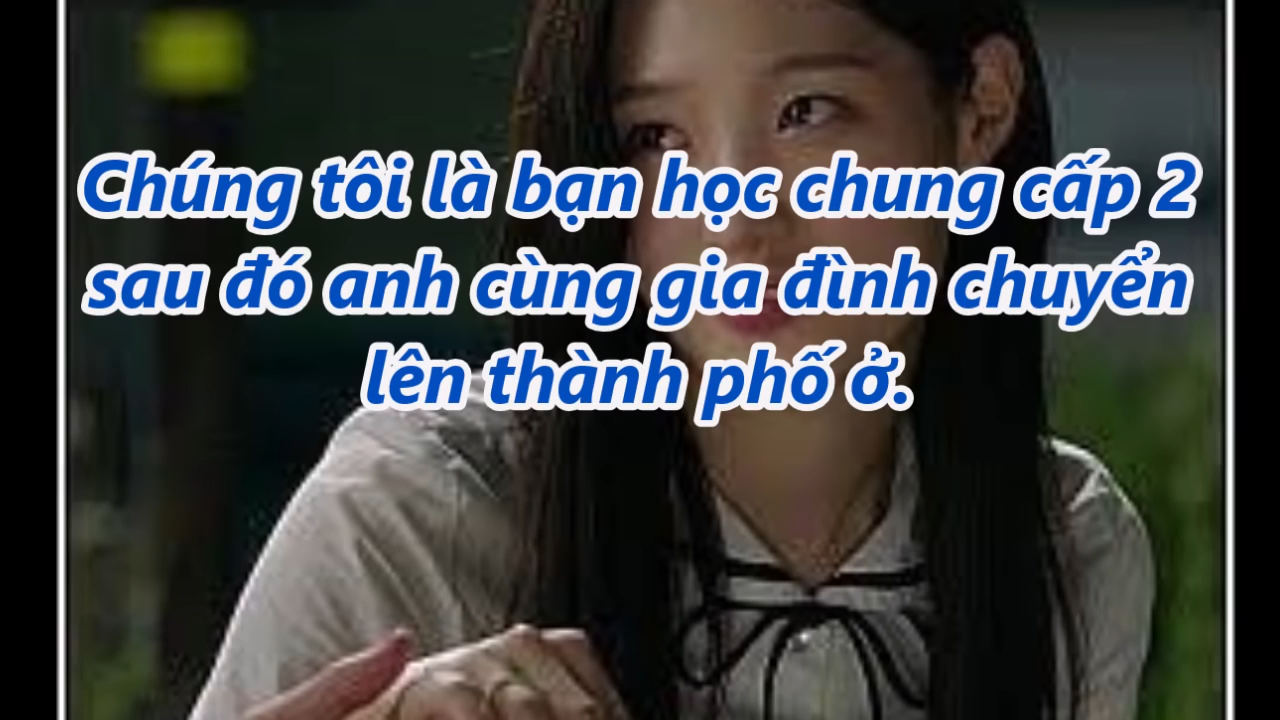 Chúng tôi là bạn học chung cấp 2
sau đó anh cùng gia đình chuyển
lên thành phố ở.